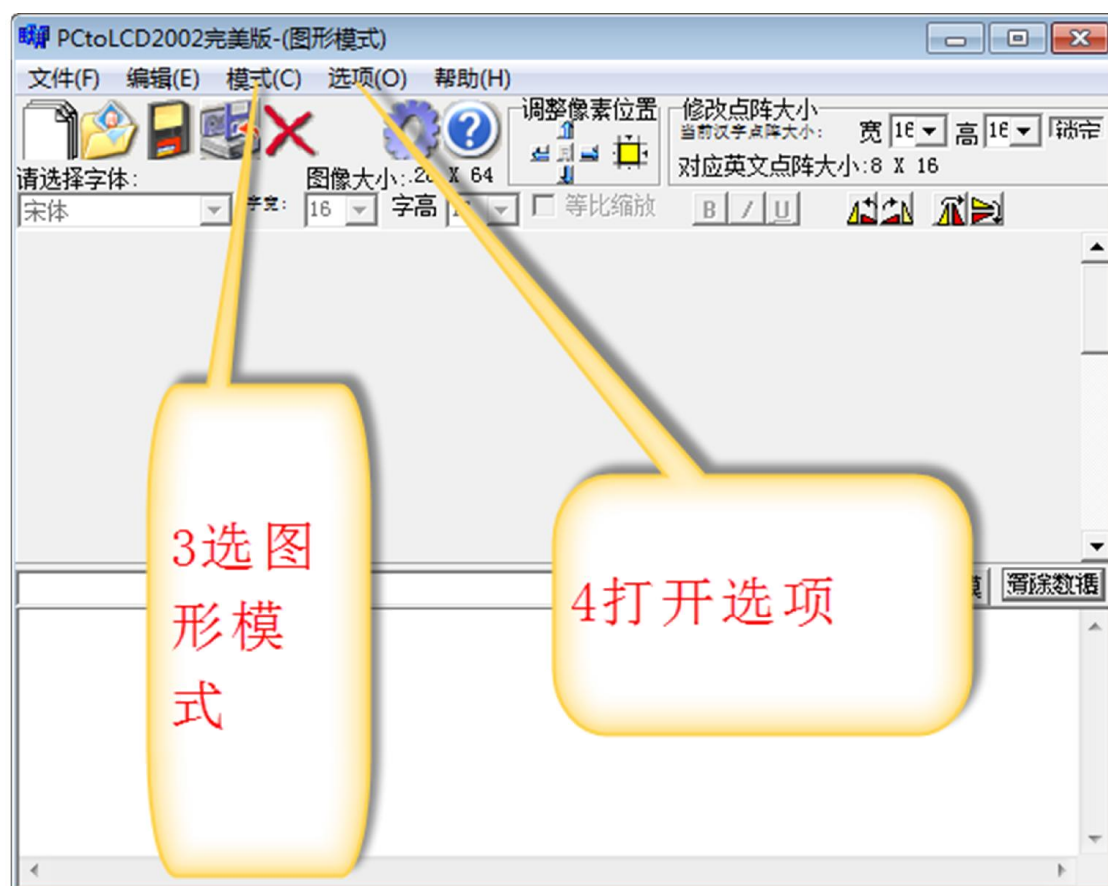 PCtoLCD2002完美版-(图形模式)
文件(F) 编辑(E) 模式(C) 选项(O) 帮助(H)
调整像素位置
修改点阵大小
当前汉字点阵大小: 宽 16 高 16 锁定
对应英文点阵大小:8 X 16
请选择字体: 图像大小: X 64
宋体 字宽: 16 字高 等比缩放 B I U
模 清除数据
3选图
形模
式
4打开选项